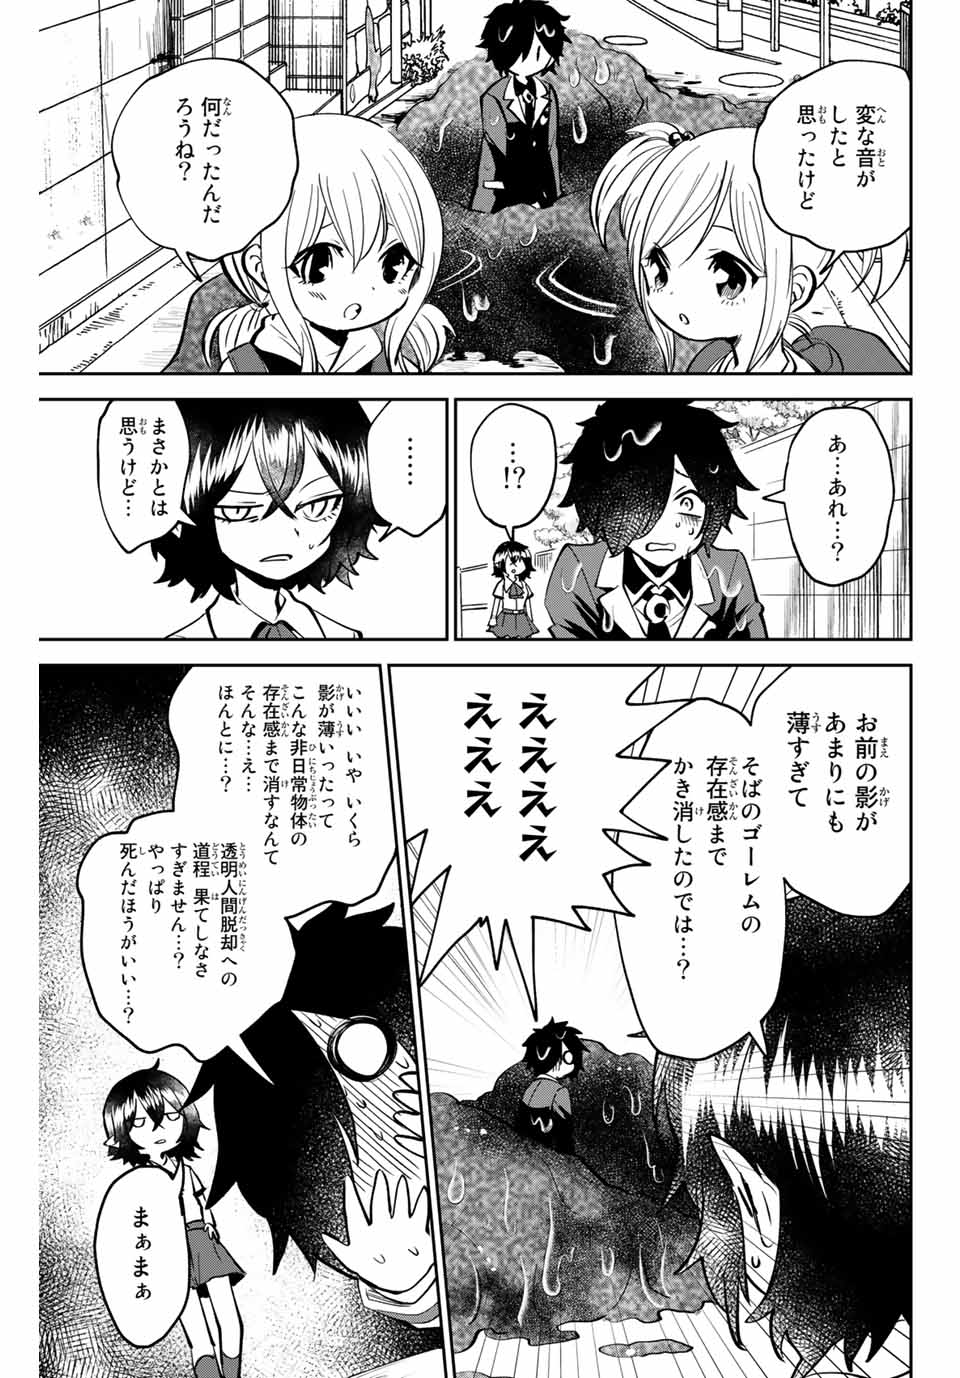 変な音が
したと
思ったけど
何だったんだ
ろうね？
あ…あれ…？
…!?
……
まさかとは
思うけど…
お前の影が
あまりにも
薄すぎて
そばのゴーレムの
存在感まで
かき消したのでは…？
ええええ
ええええ
いいい いや いくら
影が薄いったって
こんな非日常物体の
存在感まで消すなんて
そんな…え…
ほんとに…？
透明人間脱却への
道程 果てしなさ
すぎません…？
やっぱり
死んだほうがいい…？
まぁまぁ